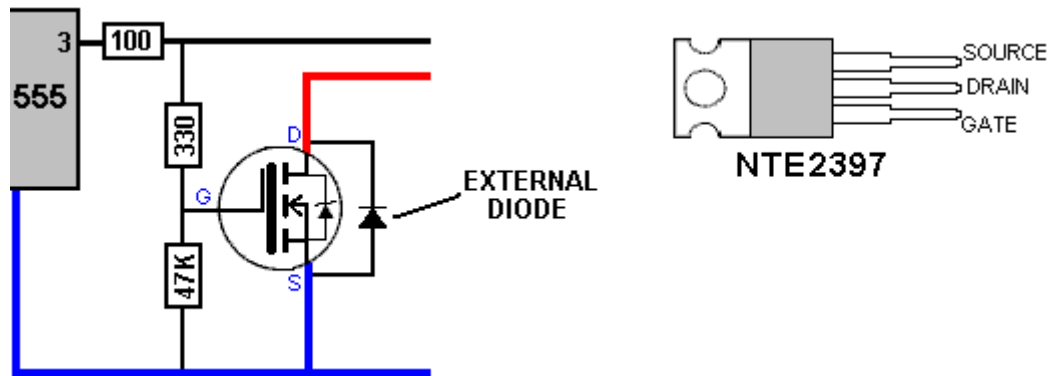 3
100
555
330
D
G
EXTERNAL
DIODE
47K
S
SOURCE
DRAIN
GATE
NTE2397